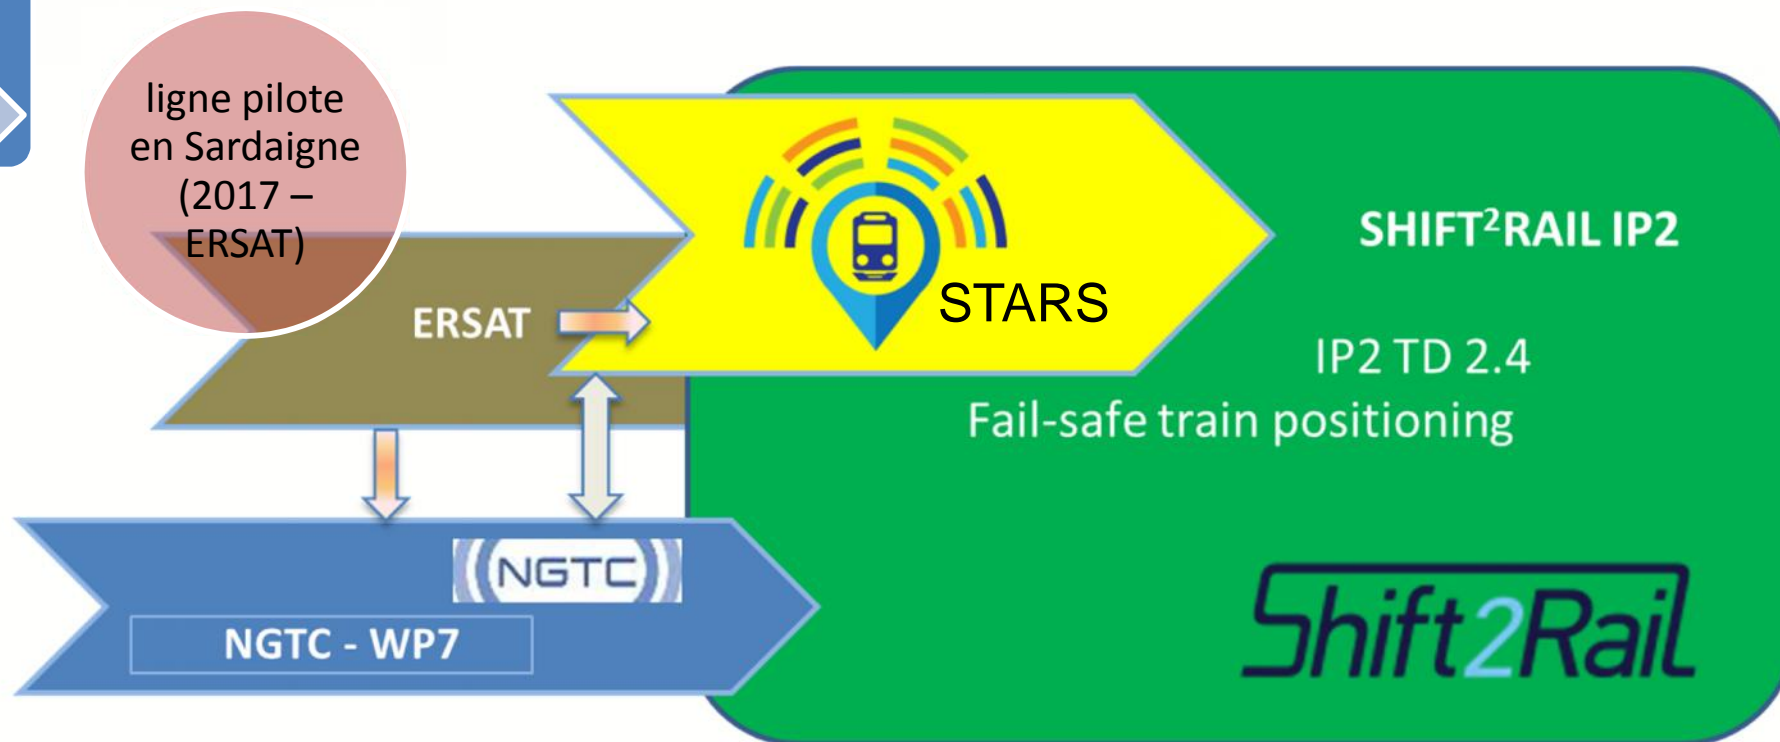 ligne pilote
en Sardaigne
(2017 –
ERSAT)
ERSAT
STARS
SHIFT²RAIL IP2
IP2 TD 2.4
Fail-safe train positioning
NGTC
NGTC - WP7
Shift2Rail